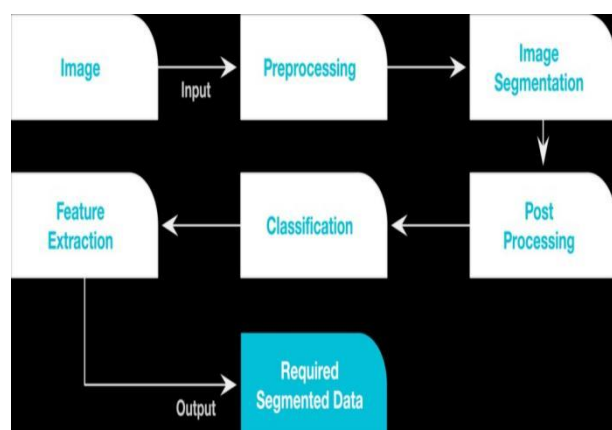 Image
Input
Preprocessing
Image
Segmentation
Post
Processing
Classification
Feature
Extraction
Output
Required
Segmented Data